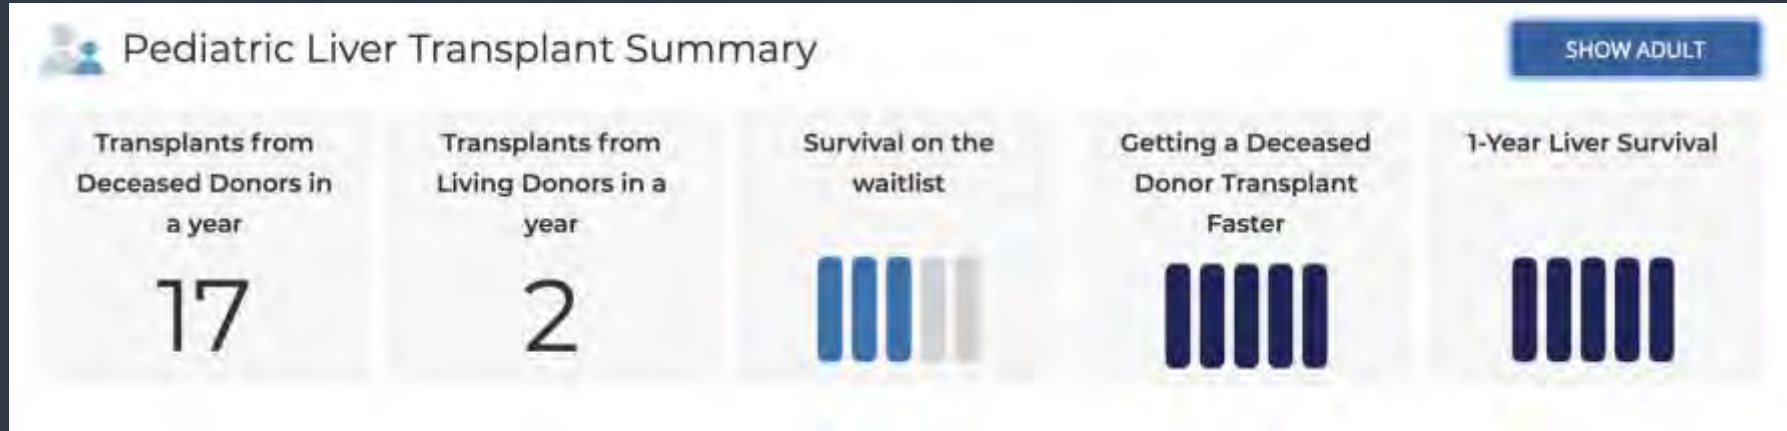 Pediatric Liver Transplant Summary
SHOW ADULT
Transplants from
Deceased Donors in
a year
17
Transplants from
Living Donors in a
year
2
Survival on the
waitlist
Getting a Deceased
Donor Transplant
Faster
1-Year Liver Survival